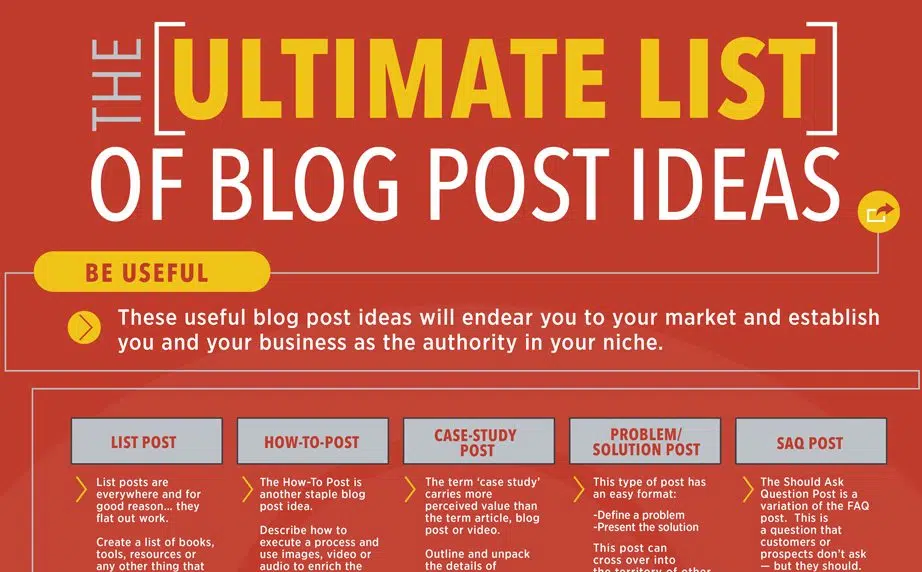 THE
ULTIMATE LIST
OF BLOG POST IDEAS
BE USEFUL
These useful blog post ideas will endear you to your market and establish
you and your business as the authority in your niche.
LIST POST
List posts are
everywhere and for
good reason... they
flat out work.
Create a list of books,
tools, resources or
any other thing that
HOW-TO-POST
The How-To Post is
another staple blog
post idea.
Describe how to
execute a process and
use images, video or
audio to enrich the
CASE-STUDY
POST
The term ‘case study’
carries more
perceived value than
the term article, blog
post or video.
Outline and unpack
the details of
PROBLEM/
SOLUTION POST
This type of post has
an easy format:
-Define a problem
-Present the solution
This post can
cross over into
the territory of other
SAQ POST
The Should Ask
Question Post is a
variation of the FAQ
post. This is
a question that
customers or
prospects don’t ask
— but they should.